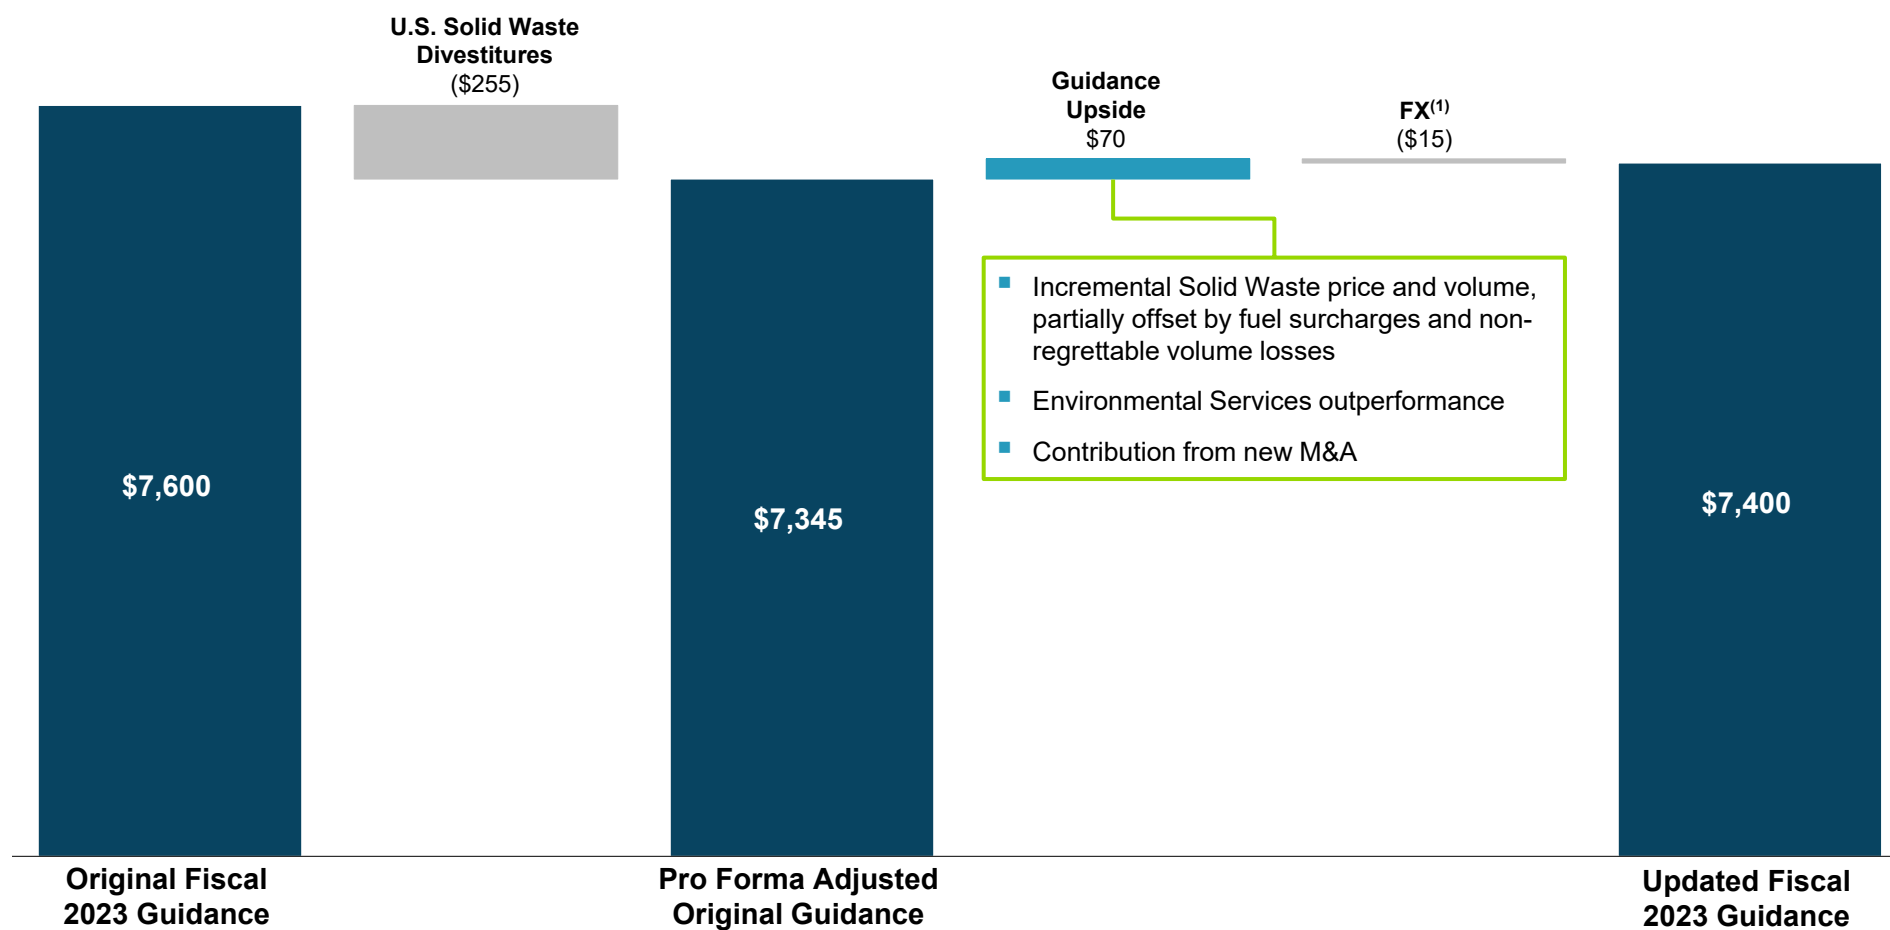 U.S. Solid Waste
Divestitures
($255)
Guidance
Upside
$70
FX(1)
($15)
$7,600
$7,345
$7,400
▪ Incremental Solid Waste price and volume,
partially offset by fuel surcharges and non-
regrettable volume losses
▪ Environmental Services outperformance
▪ Contribution from new M&A
Original Fiscal
2023 Guidance
Pro Forma Adjusted
Original Guidance
Updated Fiscal
2023 Guidance